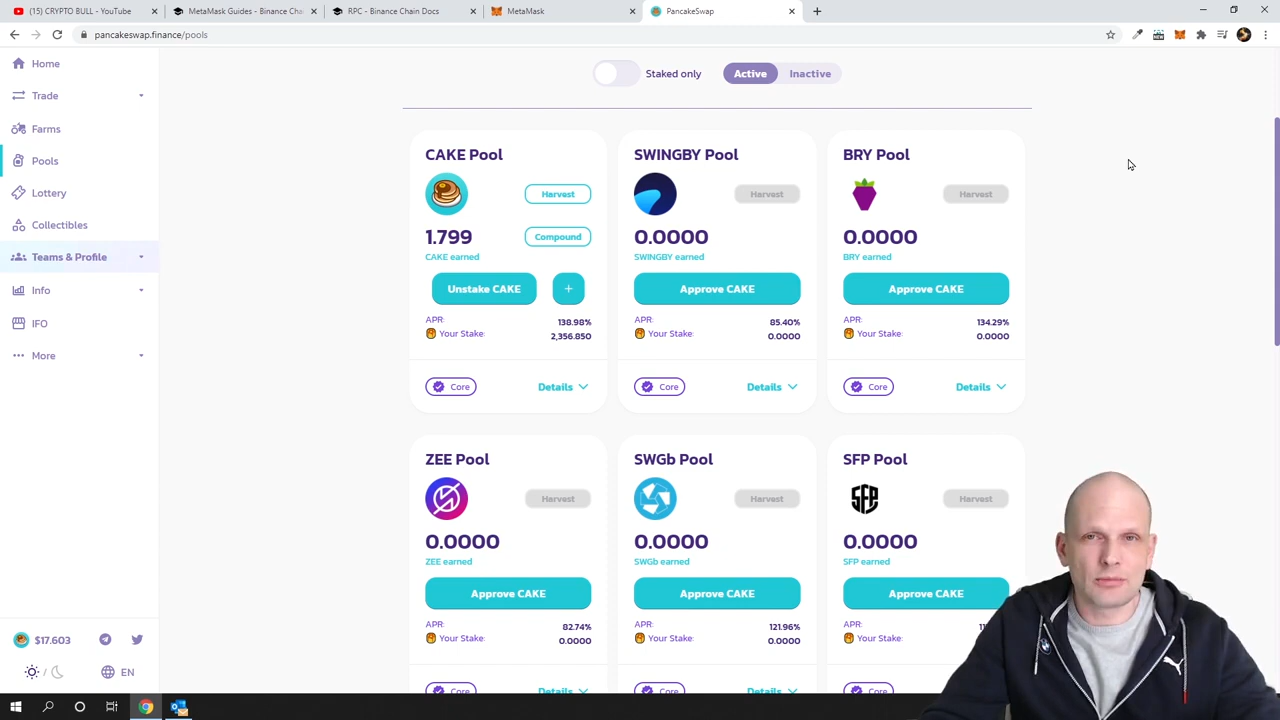 (15) CRYPTO BULL - YouTube
MetaMask Guides - Binance Chai
RPC - Binance Chain Docs
MetaMask
PancakeSwap
pancakeswap.finance/pools
Home
Trade
Farms
Pools
Lottery
Collectibles
Teams & Profile
Info
IFO
More
$17.603
EN
Staked only
Active
Inactive
CAKE Pool
Harvest
1.799
Compound
CAKE earned
Unstake CAKE
+
APR:
138.98%
Your Stake:
2,356.850
Core
Details
SWINGBY Pool
Harvest
0.0000
SWINGBY earned
Approve CAKE
APR:
85.40%
Your Stake:
0.0000
Core
Details
BRY Pool
Harvest
0.0000
BRY earned
Approve CAKE
APR:
134.29%
Your Stake:
0.0000
Core
Details
ZEE Pool
Harvest
0.0000
ZEE earned
Approve CAKE
APR:
82.74%
Your Stake:
0.0000
Core
Details
SWGb Pool
Harvest
0.0000
SWGb earned
Approve CAKE
APR:
121.96%
Your Stake:
0.0000
Core
Details
SFP Pool
SFP
Harvest
0.0000
SFP earned
Approve CAKE
APR:
Your Stake:
Core